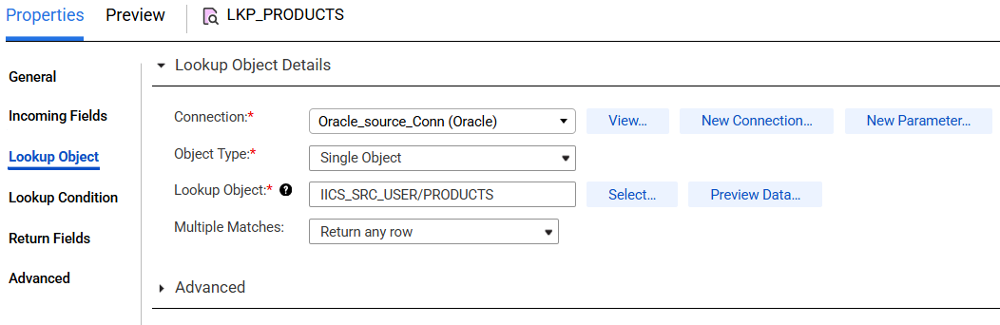 Properties Preview LKP_PRODUCTS
General
Incoming Fields
Lookup Object
Lookup Condition
Return Fields
Advanced
Lookup Object Details
Connection:* Oracle_source_Conn (Oracle) View... New Connection... New Parameter...
Object Type:* Single Object
Lookup Object:* ? IICS_SRC_USER/PRODUCTS Select... Preview Data...
Multiple Matches: Return any row
Advanced